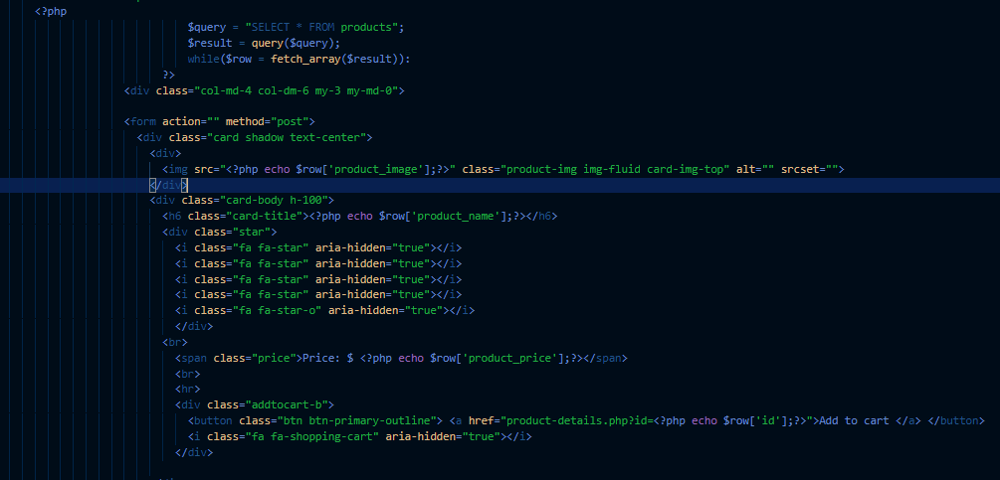 <?php
$query = "SELECT * FROM products";
$result = query($query);
while($row = fetch_array($result)):
?>
<div class="col-md-4 col-dm-6 my-3 my-md-0">
<form action="" method="post">
<div class="card shadow text-center">
<div>
<img src="<?php echo $row['product_image'];?>" class="product-img img-fluid card-img-top" alt="" srcset="">
</div>
<div class="card-body h-100">
<h6 class="card-title"><?php echo $row['product_name'];?></h6>
<div class="star">
<i class="fa fa-star" aria-hidden="true"></i>
<i class="fa fa-star" aria-hidden="true"></i>
<i class="fa fa-star" aria-hidden="true"></i>
<i class="fa fa-star" aria-hidden="true"></i>
<i class="fa fa-star-o" aria-hidden="true"></i>
</div>
<br>
<span class="price">Price: $ <?php echo $row['product_price'];?></span>
<br>
<hr>
<div class="addtocart-b">
<button class="btn btn-primary-outline"> <a href="product-details.php?id=<?php echo $row['id'];?>">Add to cart </a> </button>
<i class="fa fa-shopping-cart" aria-hidden="true"></i>
</div>